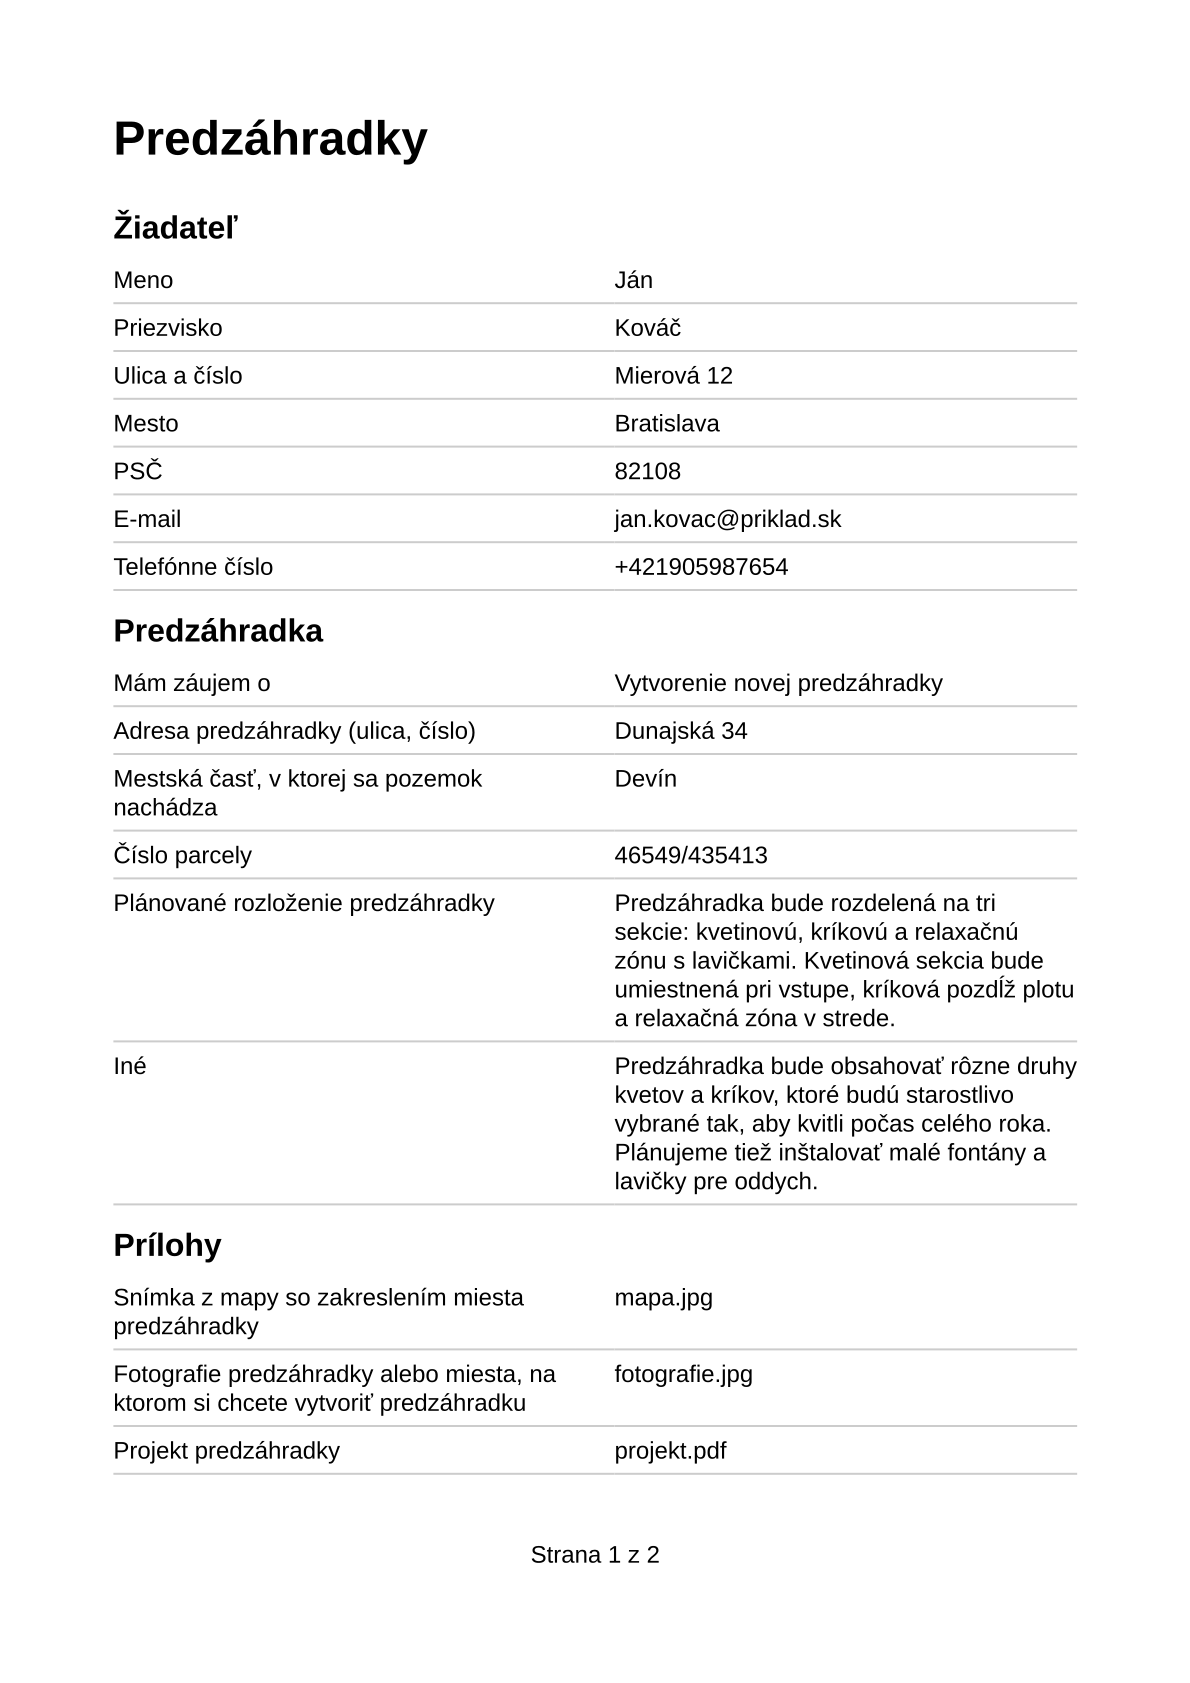 Predzáhradky
Žiadateľ
Meno Ján
Priezvisko Kováč
Ulica a číslo Mierová 12
Mesto Bratislava
PSČ 82108
E-mail jan.kovac@priklad.sk
Telefónne číslo +421905987654
Predzáhradka
Mám záujem o Vytvorenie novej predzáhradky
Adresa predzáhradky (ulica, číslo) Dunajská 34
Mestská časť, v ktorej sa pozemok
nachádza
Devín
Číslo parcely 46549/435413
Plánované rozloženie predzáhradky
Predzáhradka bude rozdelená na tri
sekcie: kvetinovú, kríkovú a relaxačnú
zónu s lavičkami. Kvetinová sekcia bude
umiestnená pri vstupe, kríková pozdĺž plotu
a relaxačná zóna v strede.
Iné
Predzáhradka bude obsahovať rôzne druhy
kvetov a kríkov, ktoré budú starostlivo
vybrané tak, aby kvitli počas celého roka.
Plánujeme tiež inštalovať malé fontány a
lavičky pre oddych.
Prílohy
Snímka z mapy so zakreslením miesta
predzáhradky
mapa.jpg
Fotografie predzáhradky alebo miesta, na
ktorom si chcete vytvoriť predzáhradku
fotografie.jpg
Projekt predzáhradky projekt.pdf
Strana 1 z 2